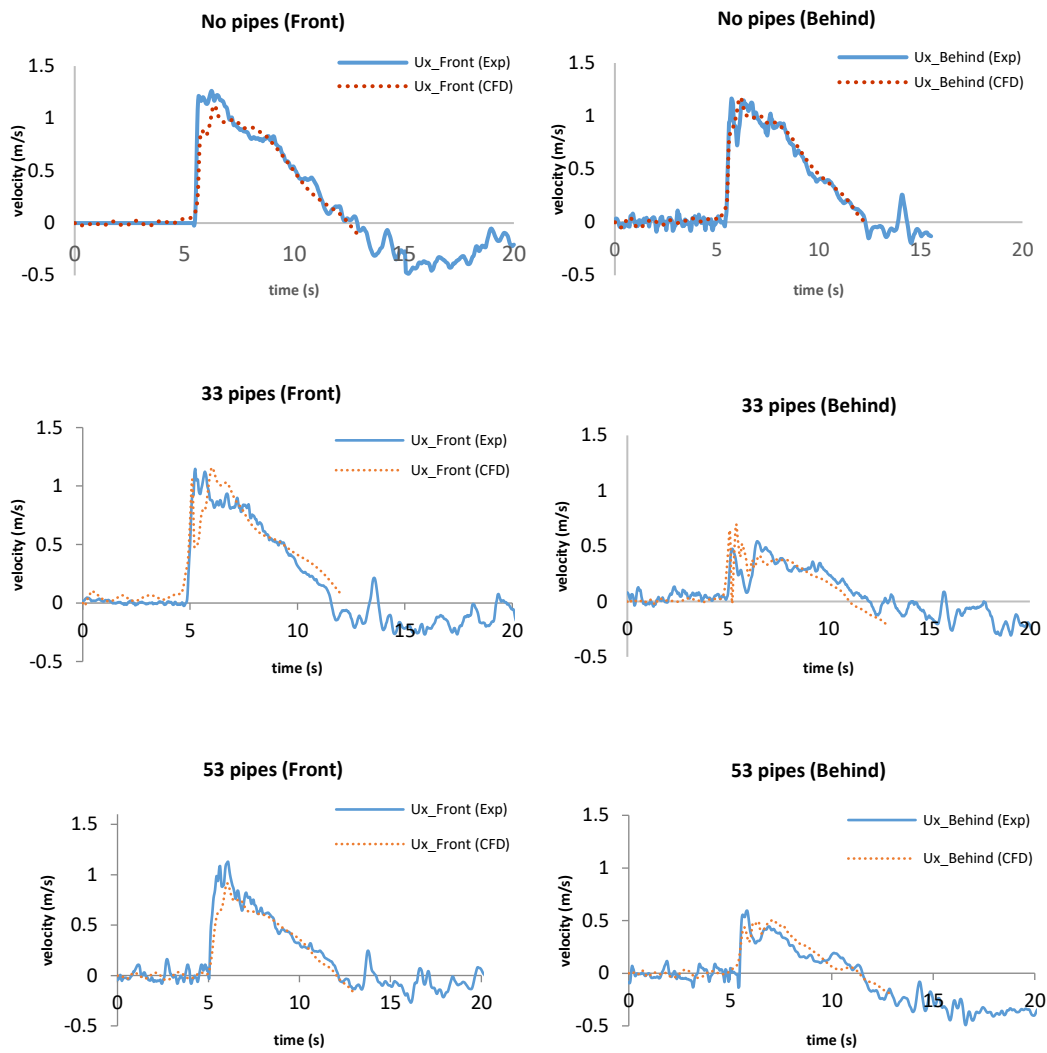 No pipes (Front)
Ux_Front (Exp)
Ux_Front (CFD)
velocity (m/s)
1.5
1
0.5
0
-0.5
0
5
10
15
20
time (s)
No pipes (Behind)
Ux_Behind (Exp)
Ux_Behind (CFD)
velocity (m/s)
1.5
1
0.5
0
-0.5
0
5
10
15
20
time (s)
33 pipes (Front)
Ux_Front (Exp)
Ux_Front (CFD)
velocity (m/s)
1.5
1
0.5
0
-0.5
0
5
10
15
20
time (s)
33 pipes (Behind)
Ux_Behind (Exp)
Ux_Behind (CFD)
velocity (m/s)
1.5
1
0.5
0
-0.5
0
5
10
15
20
time (s)
53 pipes (Front)
Ux_Front (Exp)
Ux_Front (CFD)
velocity (m/s)
1.5
1
0.5
0
-0.5
0
5
10
15
20
time (s)
53 pipes (Behind)
Ux_Behind (Exp)
Ux_Behind (CFD)
velocity (m/s)
1.5
1
0.5
0
-0.5
0
5
10
15
20
time (s)